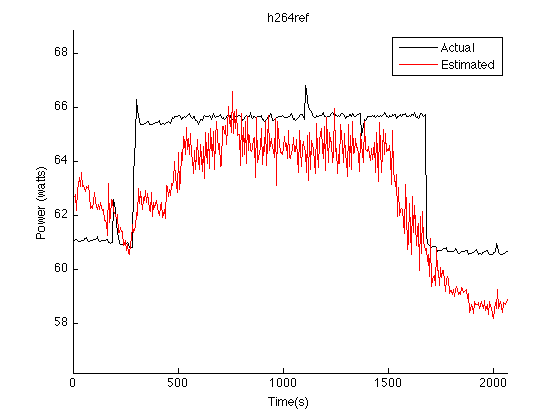 h264ref
Actual
Estimated
Power (watts)
68
66
64
62
60
58
0 500 1000 1500 2000
Time(s)